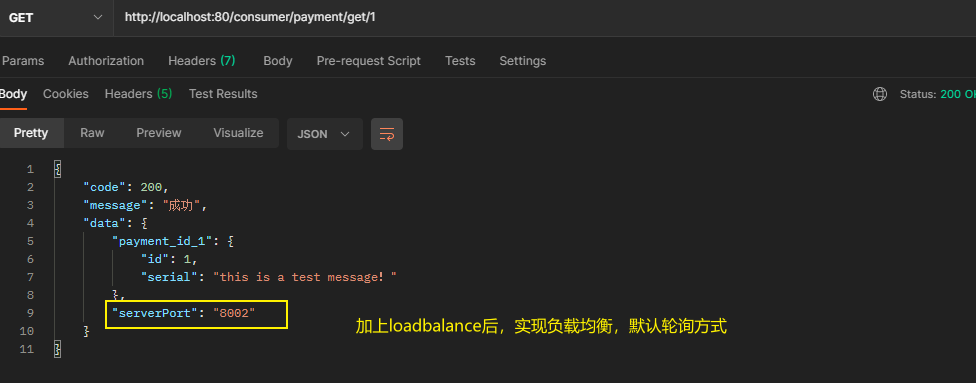 GET http://localhost:80/consumer/payment/get/1
Params Authorization Headers (7) Body Pre-request Script Tests Settings
Body Cookies Headers (5) Test Results Status: 200 OK
Pretty Raw Preview Visualize JSON
1 {
2 "code": 200,
3 "message": "成功",
4 "data": {
5 "payment_id_1": {
6 "id": 1,
7 "serial": "this is a test message! "
8 },
9 "serverPort": "8002"
10 }
11 }
加上loadbalance后，实现负载均衡，默认轮询方式